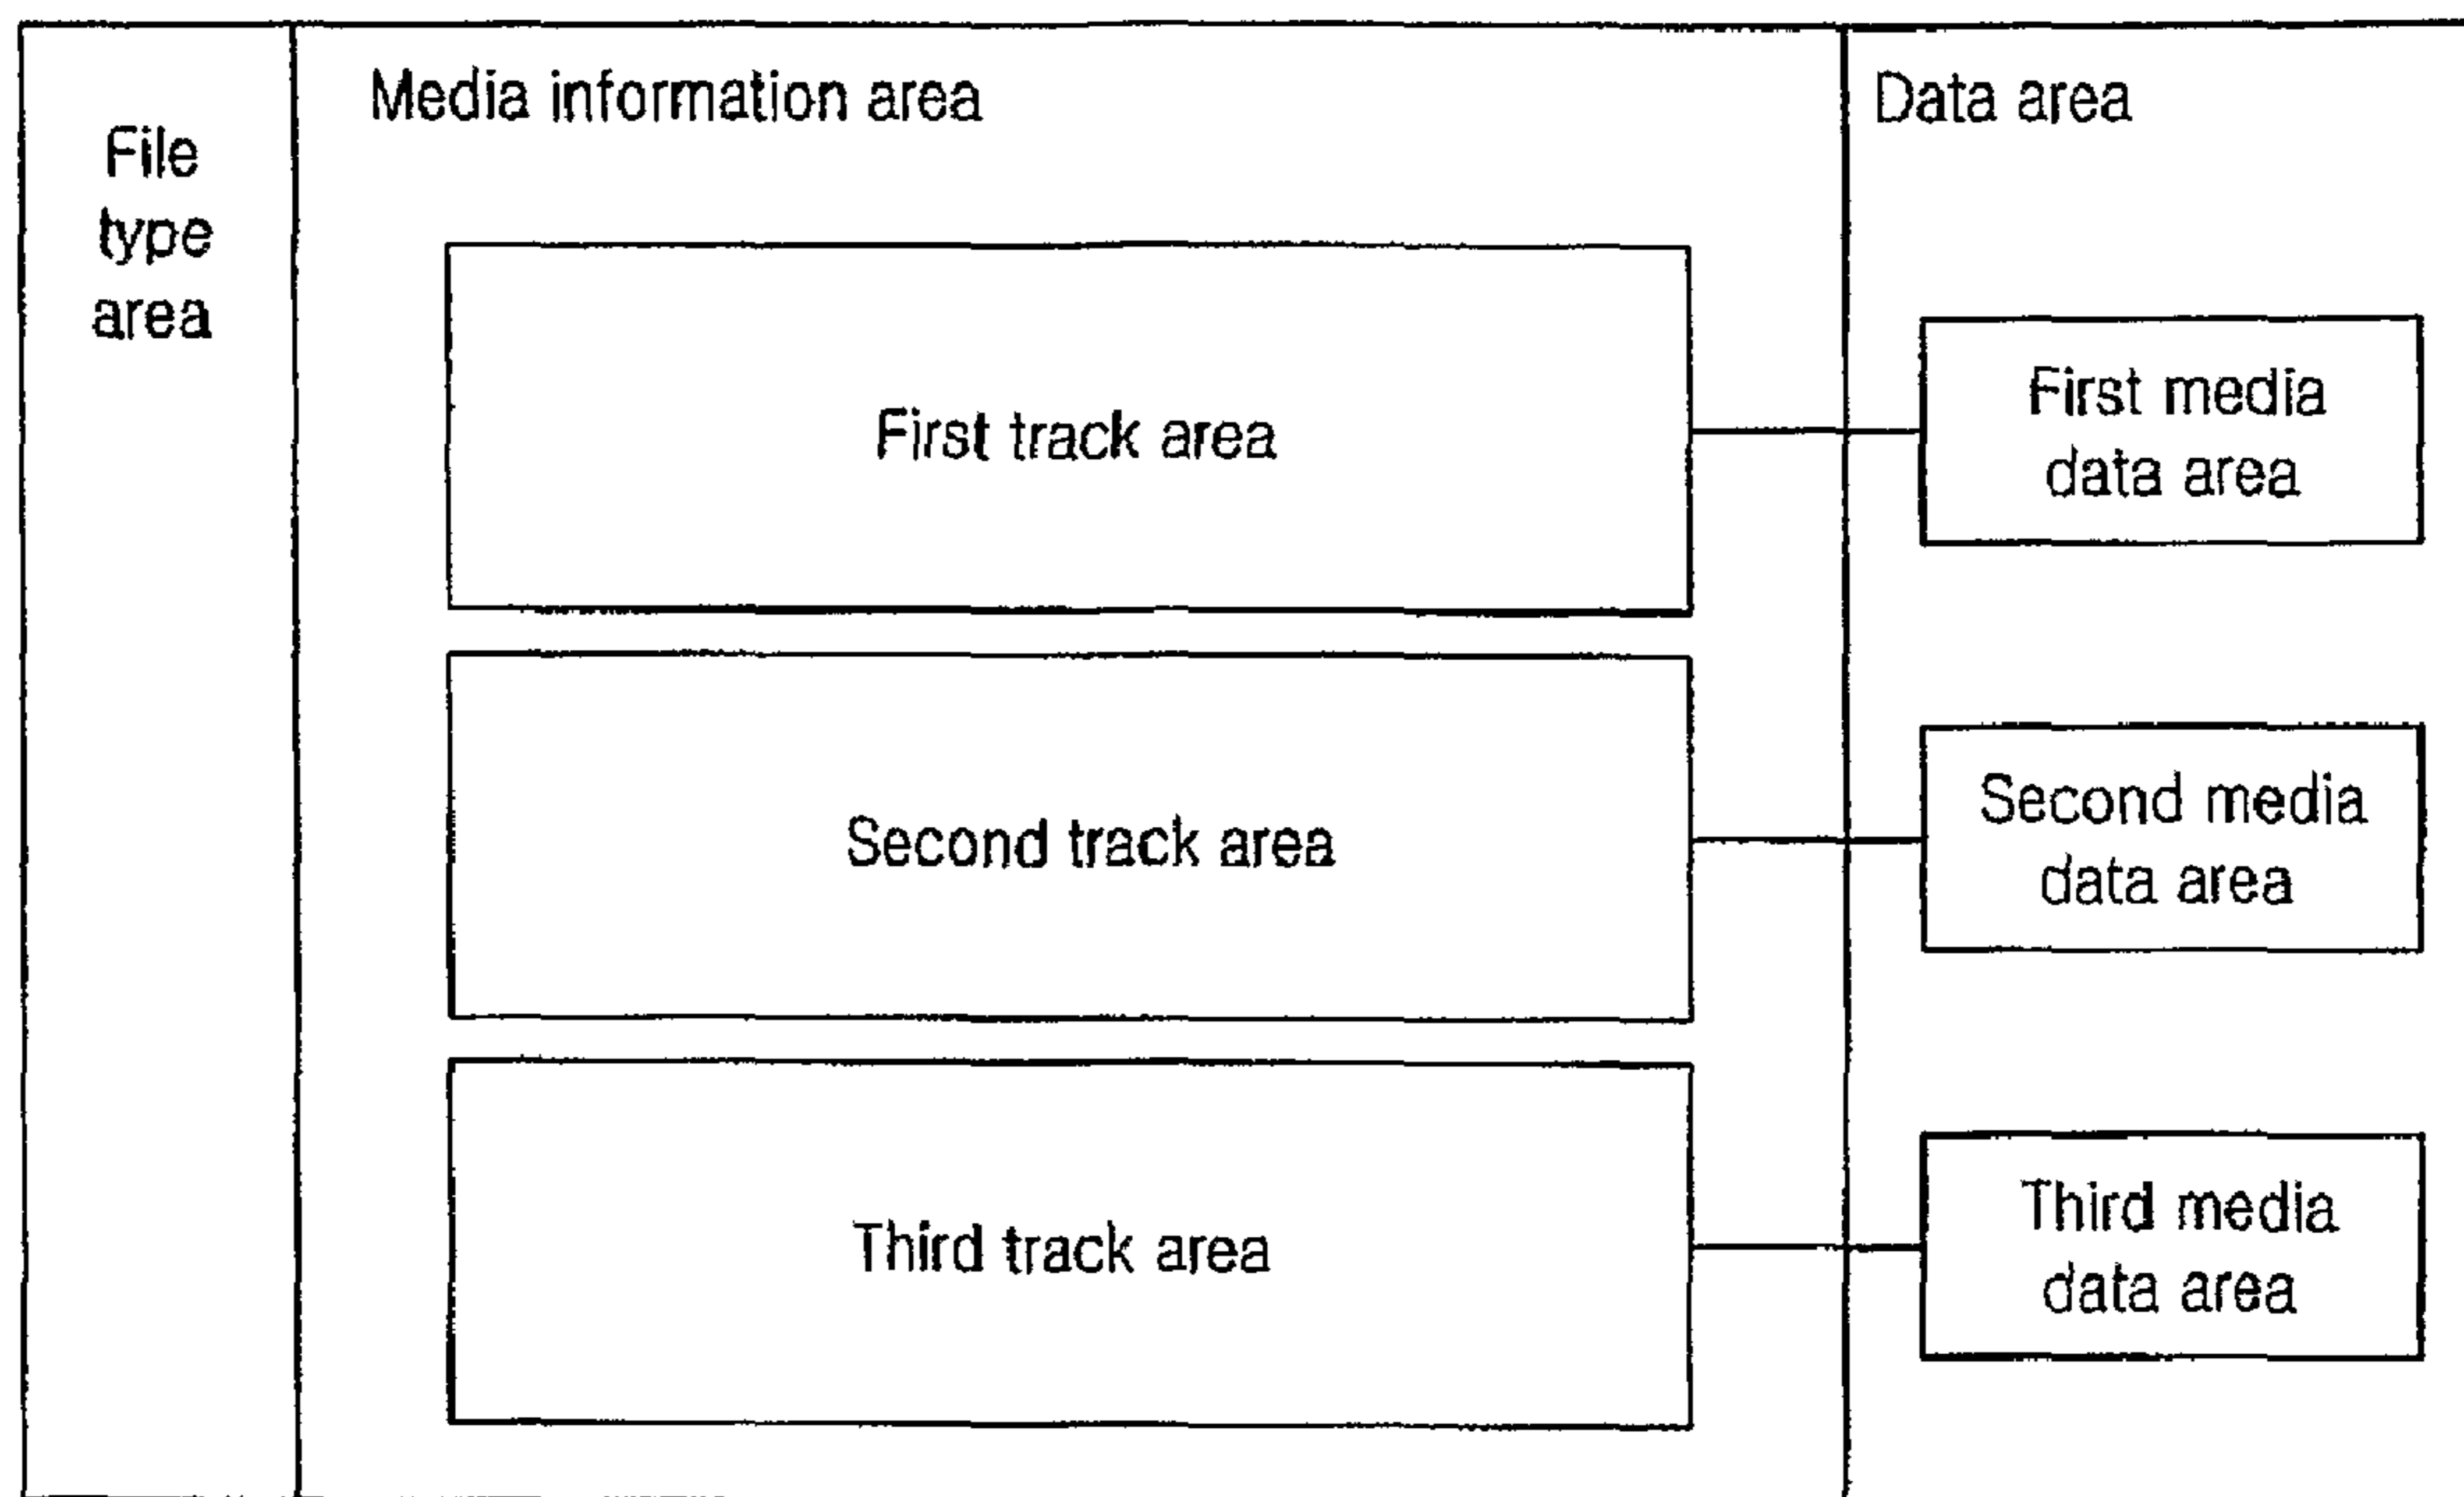 File
type
area
Media information area
First track area
Second track area
Third track area
Data area
First media
data area
Second media
data area
Third media
data area